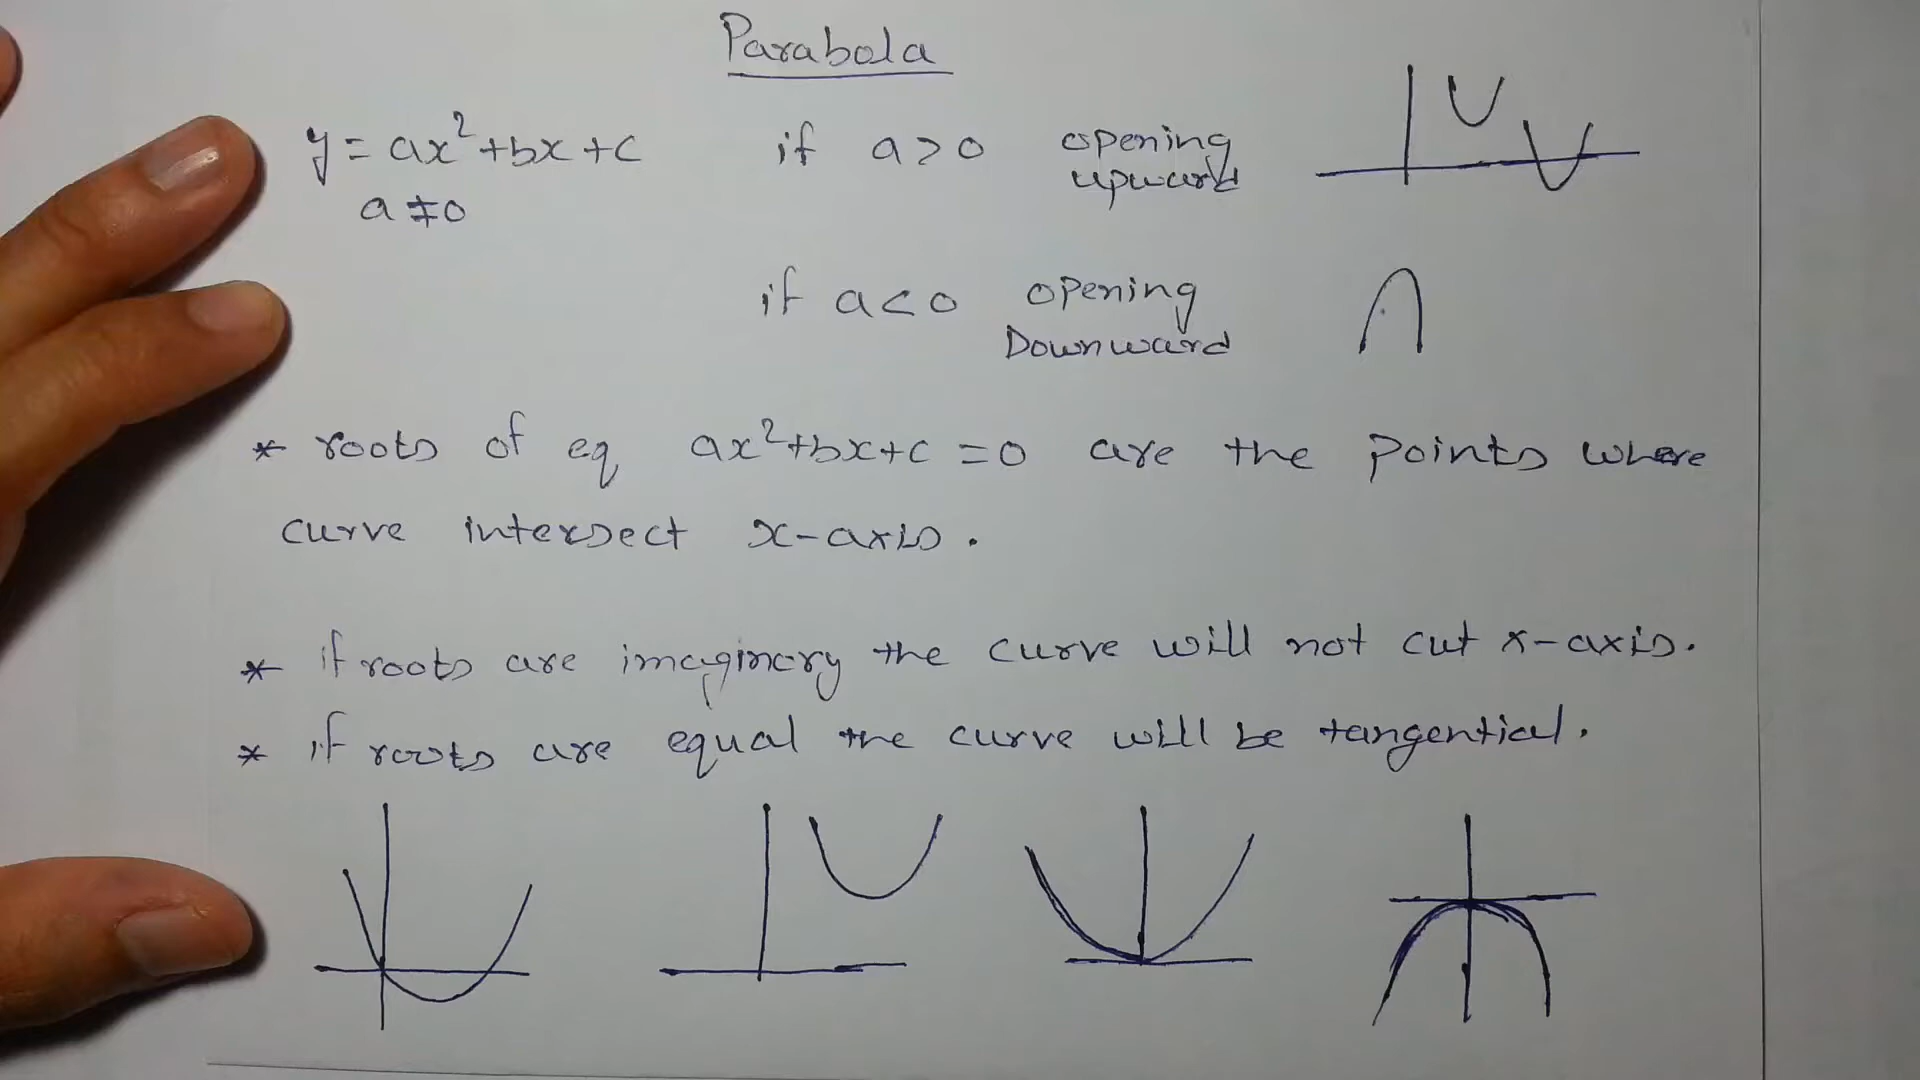 Parabola
y = ax² + bx + c if a > 0 opening upward
a ≠ 0
if a < 0 opening Downward
* roots of eq ax² + bx + c = 0 are the points where
curve intersect x-axis.
* if roots are imaginary the curve will not cut x-axis.
* if roots are equal the curve will be tangential.